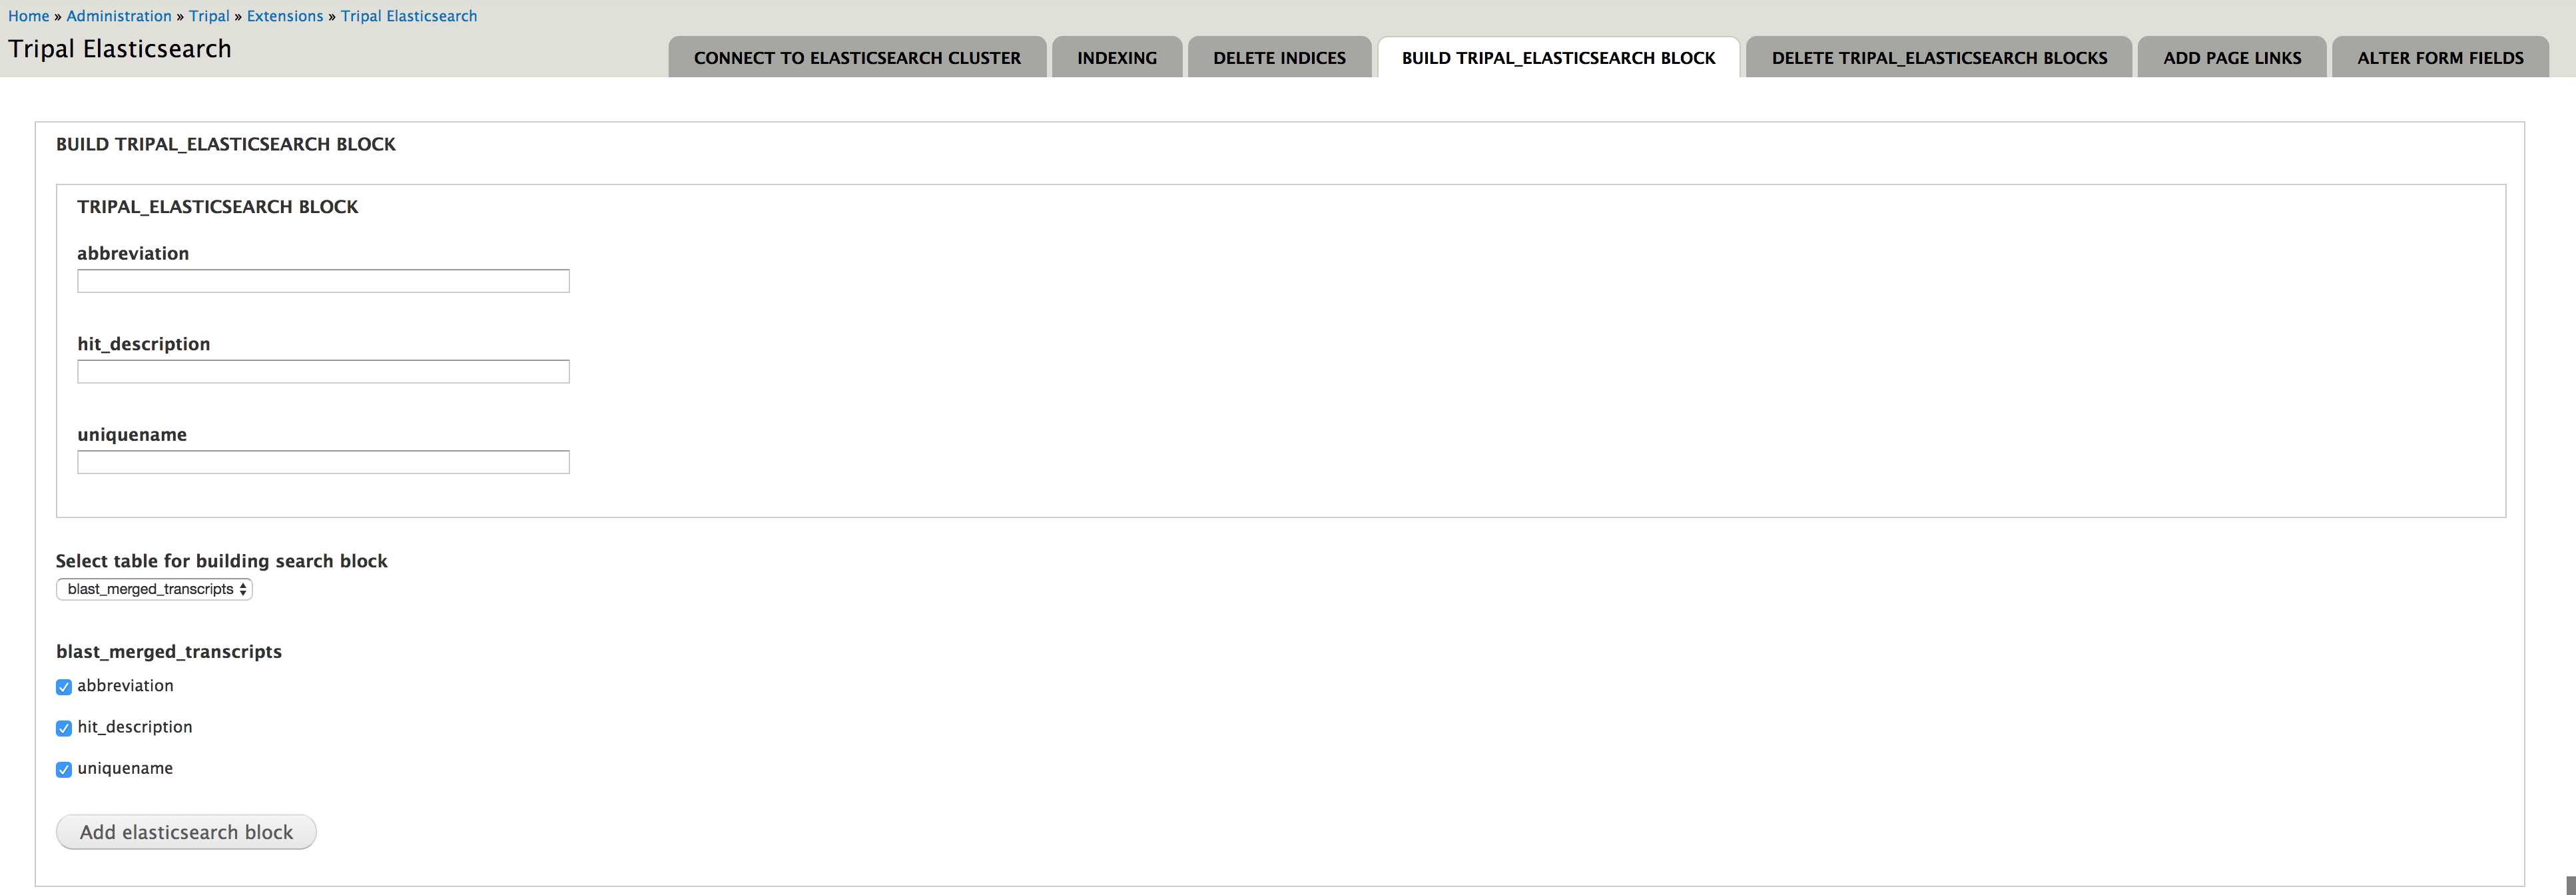 Home » Administration » Tripal » Extensions » Tripal Elasticsearch
Tripal Elasticsearch
CONNECT TO ELASTICSEARCH CLUSTER INDEXING DELETE INDICES BUILD TRIPAL_ELASTICSEARCH BLOCK DELETE TRIPAL_ELASTICSEARCH BLOCKS ADD PAGE LINKS ALTER FORM FIELDS
BUILD TRIPAL_ELASTICSEARCH BLOCK
TRIPAL_ELASTICSEARCH BLOCK
abbreviation
hit_description
uniquename
Select table for building search block
blast_merged_transcripts
blast_merged_transcripts
abbreviation
hit_description
uniquename
Add elasticsearch block